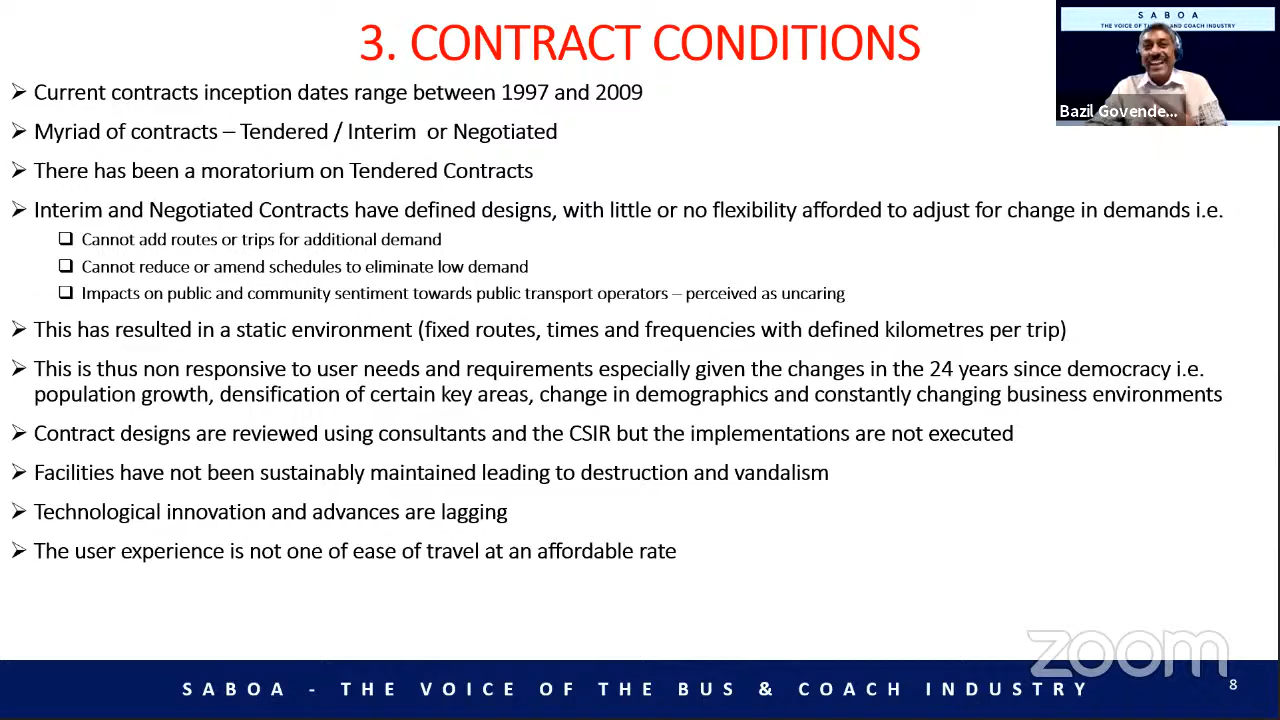 3. CONTRACT CONDITIONS
SABOA
THE VOICE OF THE AND COACH INDUSTRY
Bazil Govende...
➢ Current contracts inception dates range between 1997 and 2009
➢ Myriad of contracts – Tendered / Interim or Negotiated
➢ There has been a moratorium on Tendered Contracts
➢ Interim and Negotiated Contracts have defined designs, with little or no flexibility afforded to adjust for change in demands i.e.
❑ Cannot add routes or trips for additional demand
❑ Cannot reduce or amend schedules to eliminate low demand
❑ Impacts on public and community sentiment towards public transport operators – perceived as uncaring
➢ This has resulted in a static environment (fixed routes, times and frequencies with defined kilometres per trip)
➢ This is thus non responsive to user needs and requirements especially given the changes in the 24 years since democracy i.e.
population growth, densification of certain key areas, change in demographics and constantly changing business environments
➢ Contract designs are reviewed using consultants and the CSIR but the implementations are not executed
➢ Facilities have not been sustainably maintained leading to destruction and vandalism
➢ Technological innovation and advances are lagging
➢ The user experience is not one of ease of travel at an affordable rate
zoom
SABOA - THE VOICE OF THE BUS & COACH INDUSTRY
8